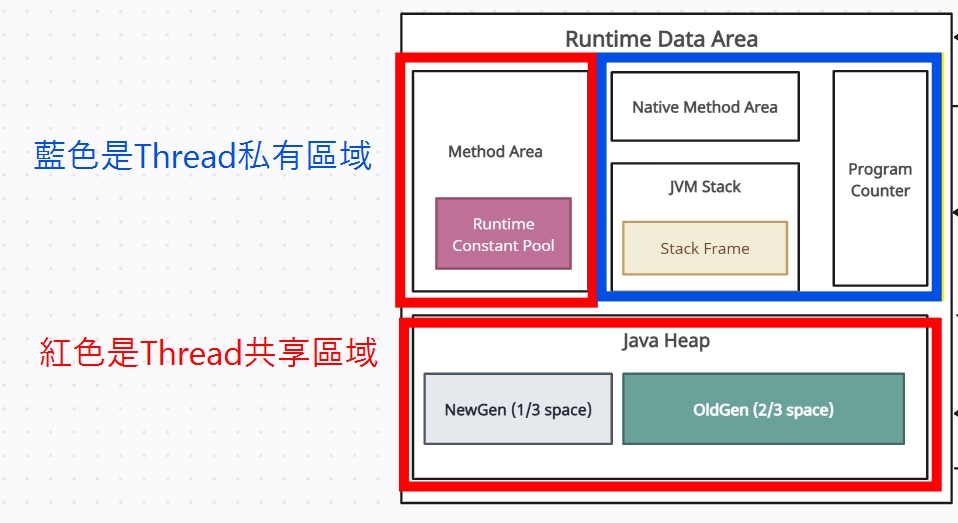 Runtime Data Area
藍色是Thread私有區域
Method Area
Runtime
Constant Pool
Native Method Area
JVM Stack
Stack Frame
Program
Counter
紅色是Thread共享區域
Java Heap
NewGen (1/3 space)
OldGen (2/3 space)